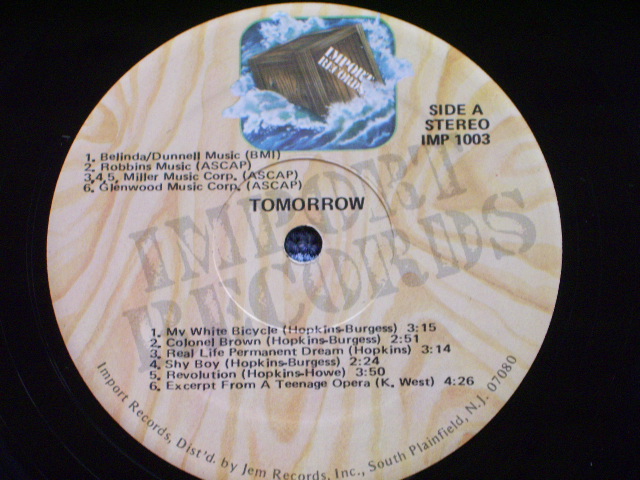 IMPORT
RECORDS
SIDE A
STEREO
IMP 1003
1. Belinda/Dunnell Music (BMI)
2. Robbins Music (ASCAP)
3,4,5, Miller Music Corp. (ASCAP)
6. Glenwood Music Corp. (ASCAP)
TOMORROW
IMPORT
RECORDS
1. My White Bicycle (Hopkins-Burgess) 3:15
2. Colonel Brown (Hopkins-Burgess) 2:51
3. Real Life Permanent Dream (Hopkins) 3:14
4. Shy Boy (Hopkins-Burgess) 2:24
5. Revolution (Hopkins-Howe) 3:50
6. Excerpt From A Teenage Opera (K. West) 4:26
Import Records, Dist'd. by Jem Records, Inc., South Plainfield, N.J. 07080